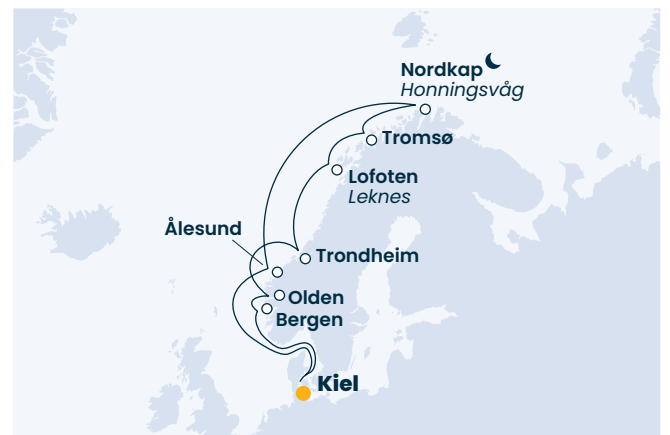 Nordkap
Honningsvåg
Tromsø
Lofoten
Leknes
Ålesund
Trondheim
Olden
Bergen
Kiel